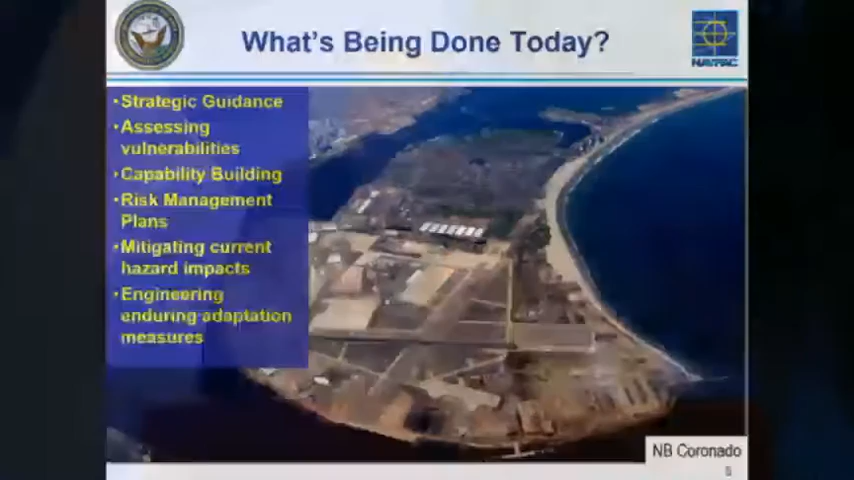 What's Being Done Today?
NAVFAC
•Strategic Guidance
•Assessing
vulnerabilities
•Capability Building
•Risk Management
Plans
•Mitigating current
hazard impacts
•Engineering
enduring adaptation
measures
NB Coronado